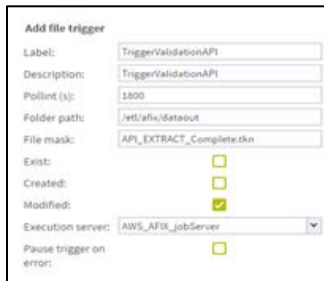 Add file trigger
Label: TriggerValidationAPI
Description: TriggerValidationAPI
Pollint (s): 1800
Folder path: /etl/afix/dataout
File mask: API_EXTRACT_Complete.tkn
Exist:
Created:
Modified:
Execution server: AWS_AFIX_jobServer
Pause trigger on
error: